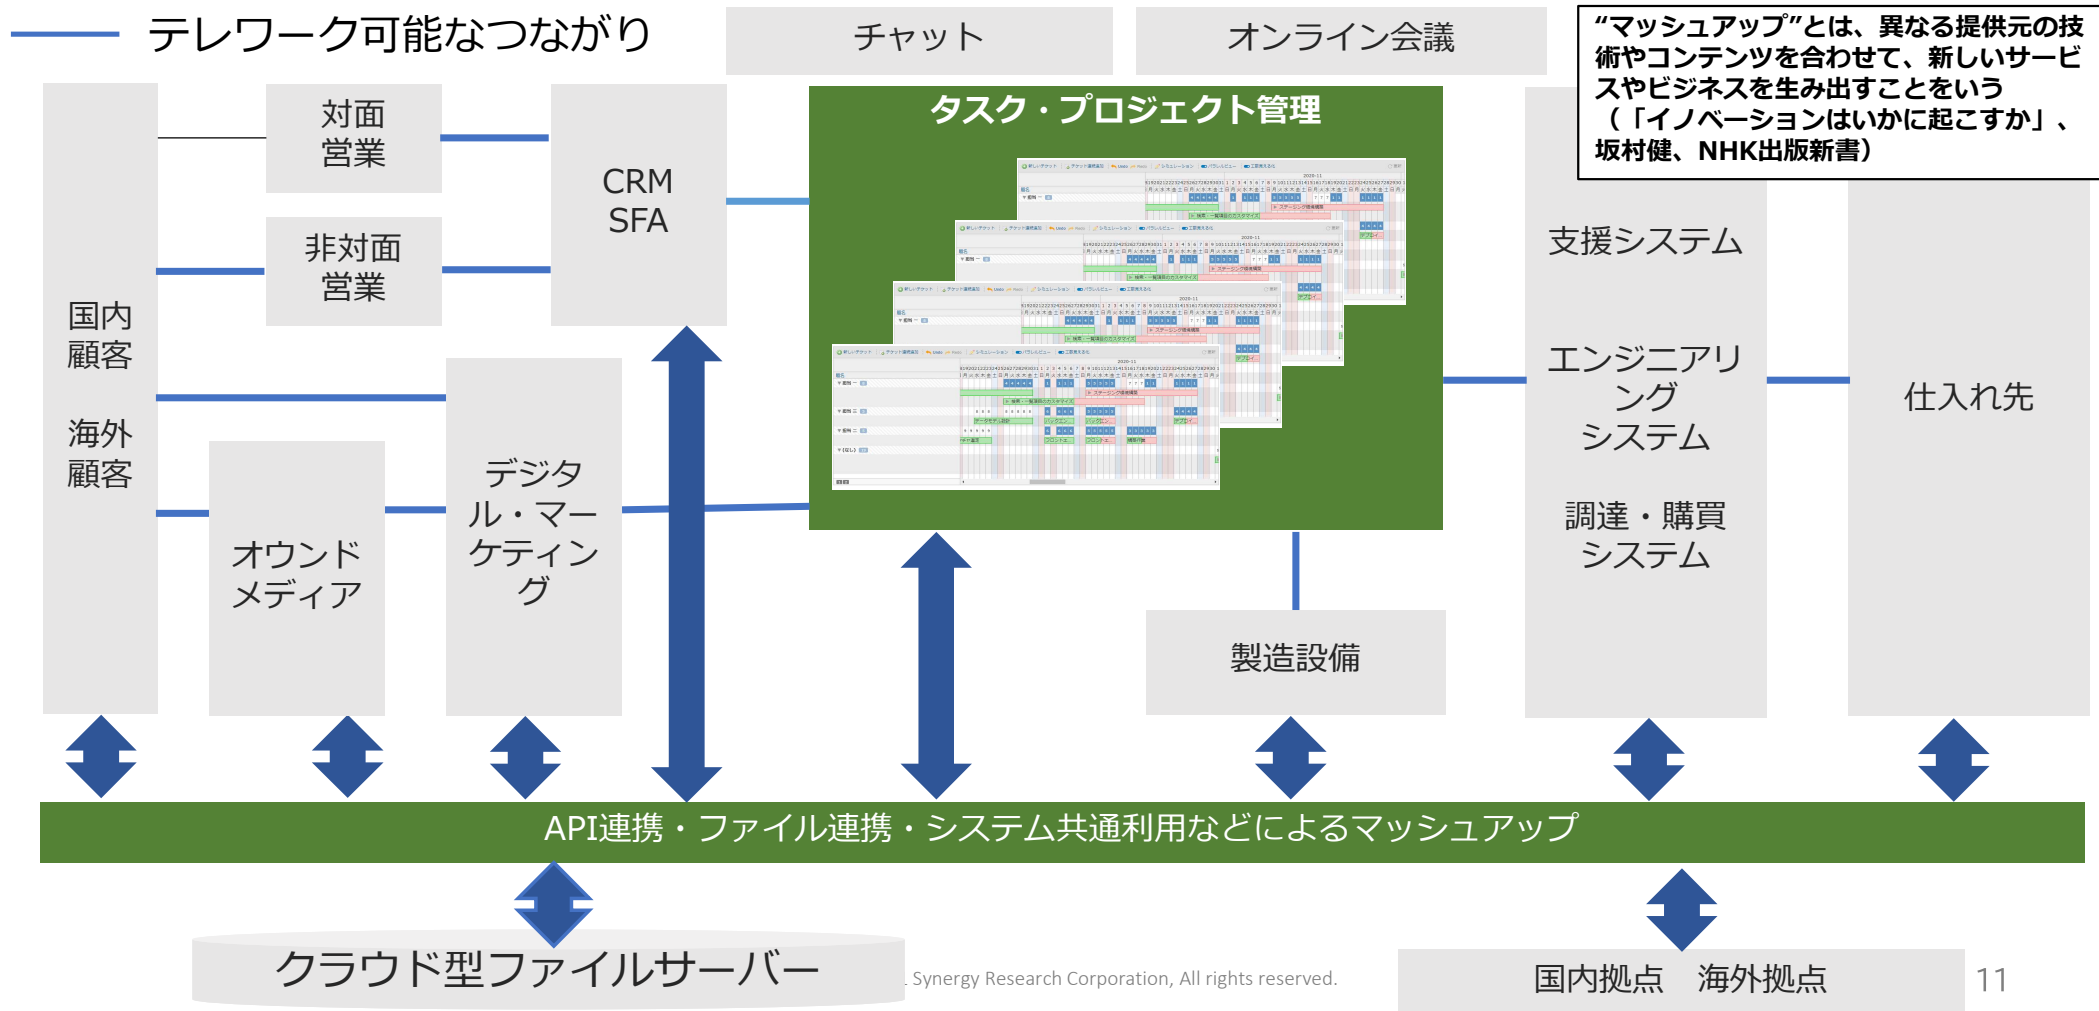 テレワーク可能なつながり
チャット
オンライン会議
“マッシュアップ”とは、異なる提供元の技
術やコンテンツを合わせて、新しいサービ
スやビジネスを生み出すことをいう
（「イノベーションはいかに起こすか」、
坂村健、NHK出版新書）
国内
顧客
海外
顧客
対面
営業
非対面
営業
CRM
SFA
オウンド
メディア
デジタ
ル・マー
ケティン
グ
タスク・プロジェクト管理
2020-11
2020-11
2020-11
2020-11
製造設備
支援システム
エンジニアリ
ング
システム
調達・購買
システム
仕入れ先
API連携・ファイル連携・システム共通利用などによるマッシュアップ
クラウド型ファイルサーバー
Synergy Research Corporation, All rights reserved.
国内拠点　海外拠点
11